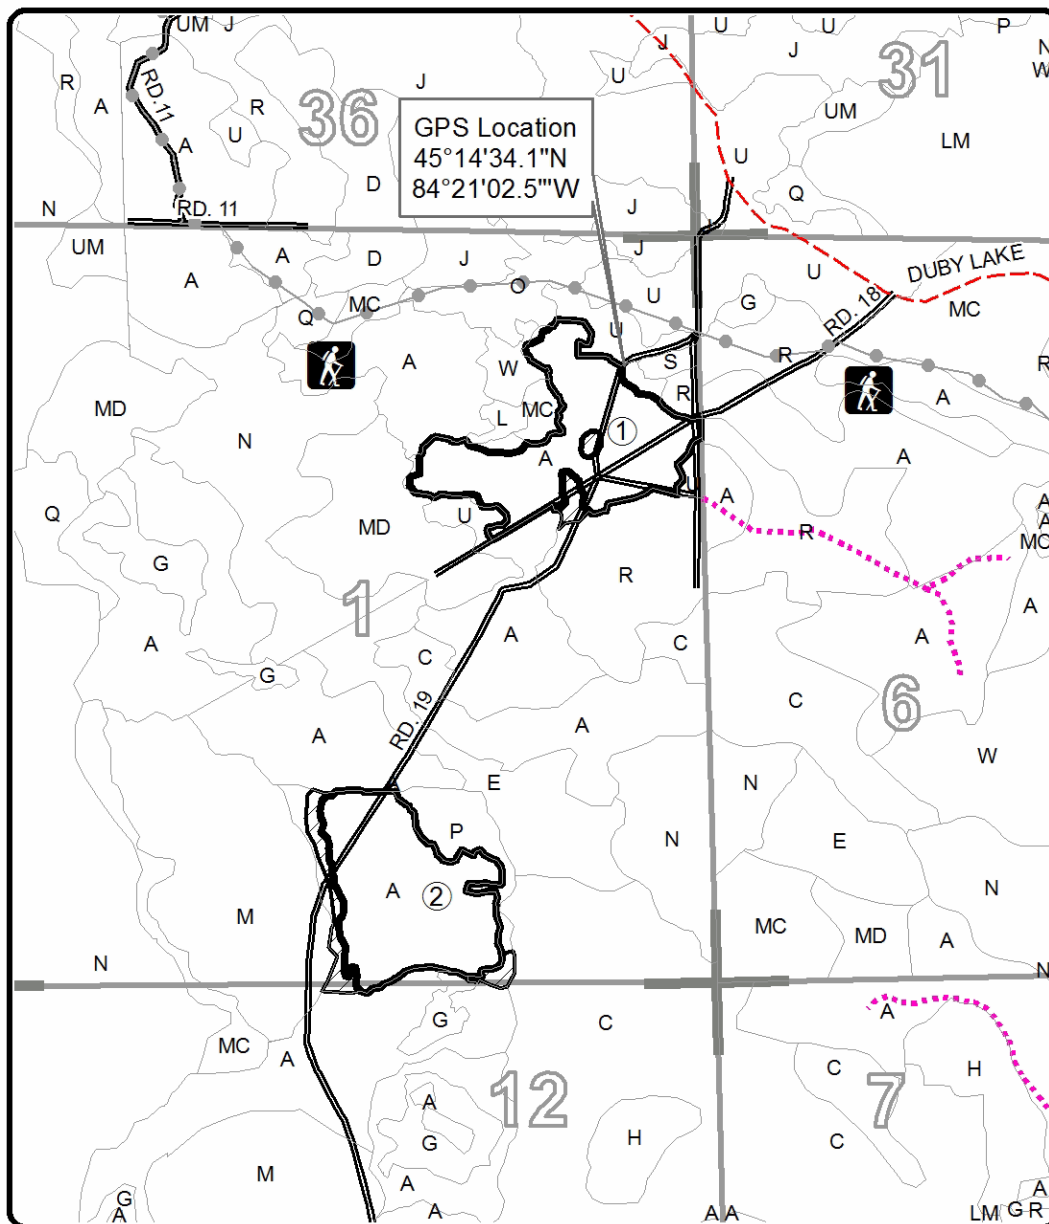 UM J U U P
J J N
R U 31 W
A RD.11 36 J
R UM
A U GPS Location
45°14'34.1"N LM
84°21'02.5'"W U
D Q
N RD. 11 J
UM J
A D J U DUBY LAKE
A U G MC
MC O RD. 18
Q U
A W S R R
MD R A
N L MC 1
A A
U U A
Q MD R A
A
MC
G R
1 A A
A C C
G 6
RD. 19 C
A A
W
A E N
P E
N
A 2 N
M MC MD A
N N
G C A
MC A
C H
12 7
A
G H C
M A
G A
A A A A LM G R